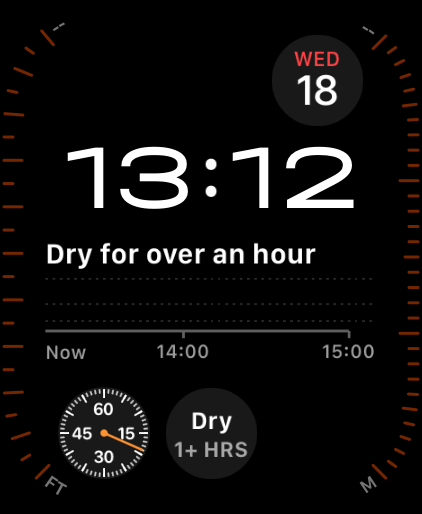 --
--
WED
18
13:12
Dry for over an hour
Now 14:00 15:00
60
45 15
30
Dry
1+ HRS
FT
M